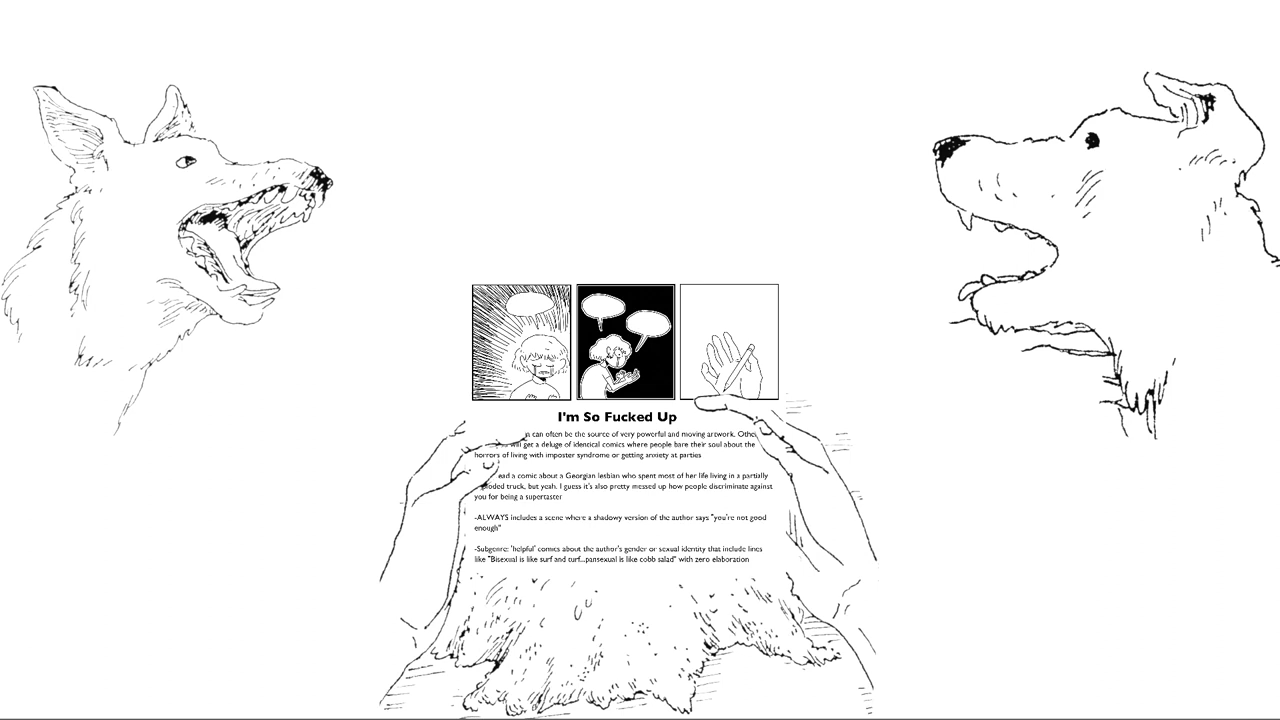 I'm So Fucked Up
can often be the source of very powerful and moving artwork.
will get a deluge of identical comics where people bare their soul about the
horrors of living with imposter syndrome or getting anxiety at parties
a comic about a Georgian lesbian who spent most of her life living in a partially
truck, but yeah. I guess it's also pretty messed up how people discriminate against
you for being a supertaster
-ALWAYS includes a scene where a shadowy version of the author says "you're not good
enough"
-Subgenre: 'helpful' comics about the author's gender or sexual identity that include lines
like "Bisexual is like surf and turf...pansexual is like cobb salad" with zero elaboration